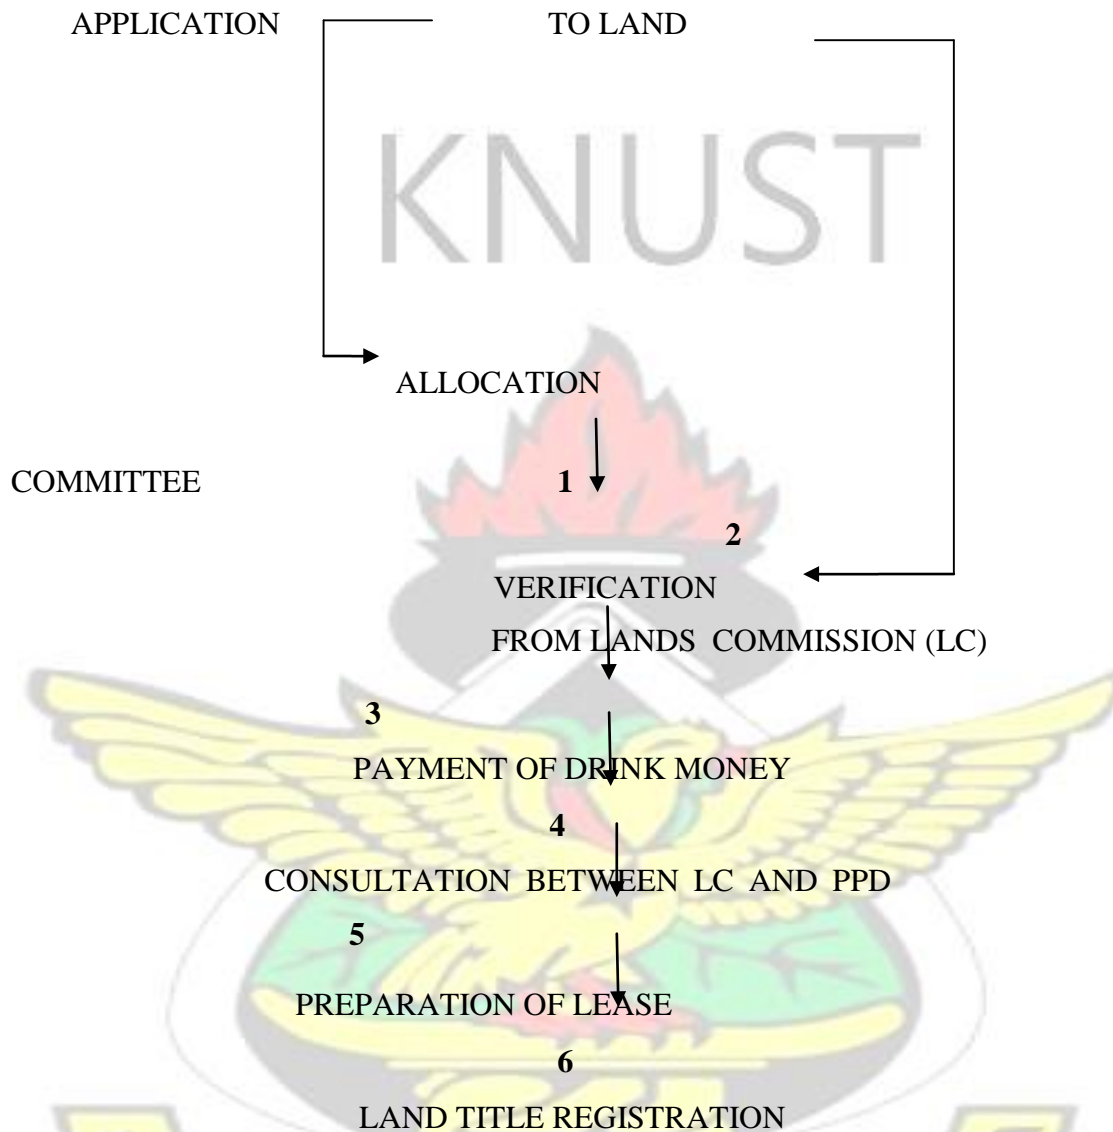 APPLICATION TO LAND
KNUST
ALLOCATION
COMMITTEE 1
2
VERIFICATION
FROM LANDS COMMISSION (LC)
3
PAYMENT OF DRINK MONEY
4
CONSULTATION BETWEEN LC AND PPD
5
PREPARATION OF LEASE
6
LAND TITLE REGISTRATION